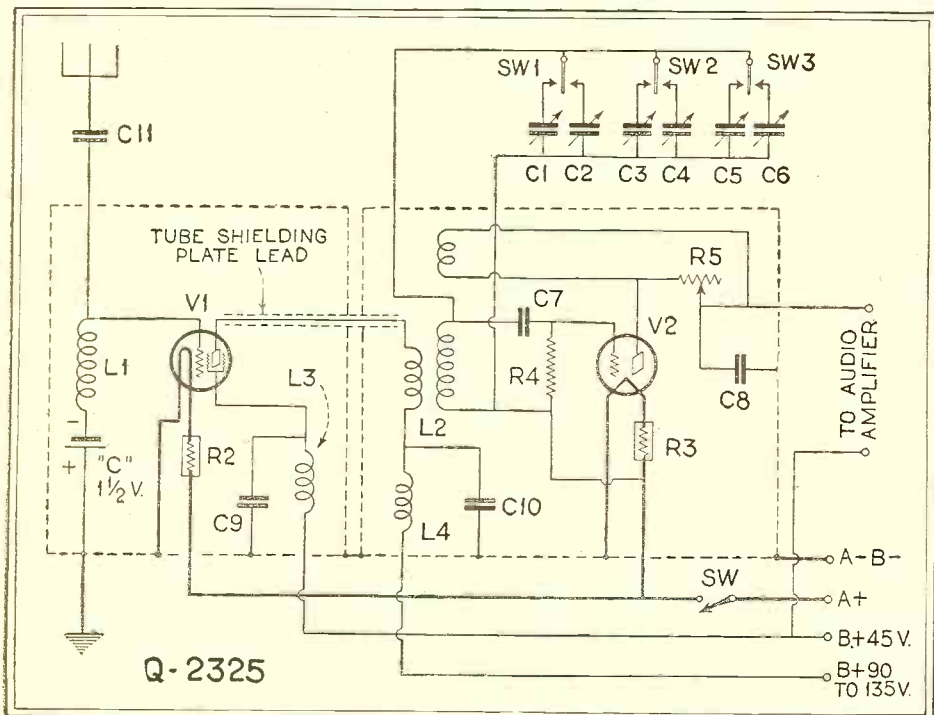 C11
SW1
SW2
SW3
C1
C2
C3
C4
C5
C6
TUBE SHIELDING
PLATE LEAD
V1
L1
L3
R5
C7
V2
R4
C8
TO AUDIO
AMPLIFIER
-
+
"C"
1 1/2 V.
R2
C9
L2
L4
C10
R3
A-B-
SW
A+
B+45 V.
B+90
TO 135V.
Q-2325